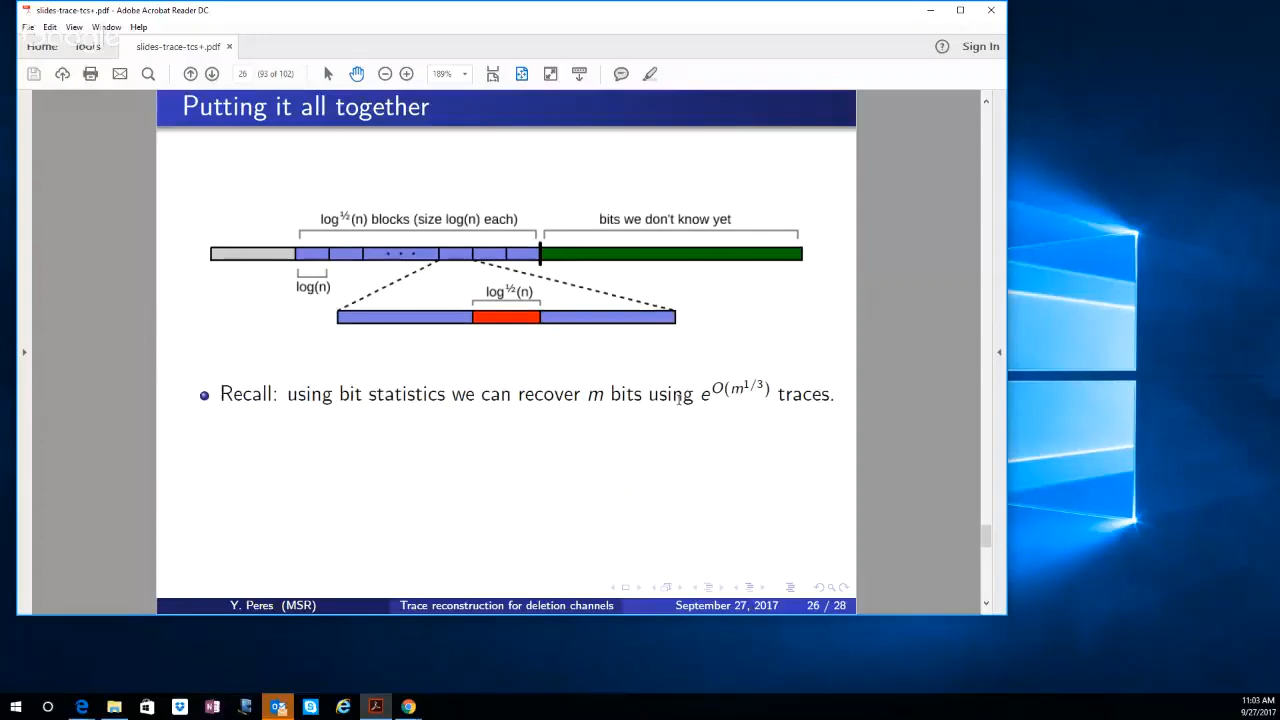 slides-trace-tcs+.pdf - Adobe Acrobat Reader DC
File Edit View Window Help
Home Tools slides-trace-tcs+.pdf × Sign In
26 (93 of 102) 189%
Putting it all together
log½(n) blocks (size log(n) each) bits we don't know yet
log(n)
log½(n)
Recall: using bit statistics we can recover m bits using e^{O(m^{1/3})} traces.
Y. Peres (MSR) Trace reconstruction for deletion channels September 27, 2017 26 / 28
11:03 AM
9/27/2017